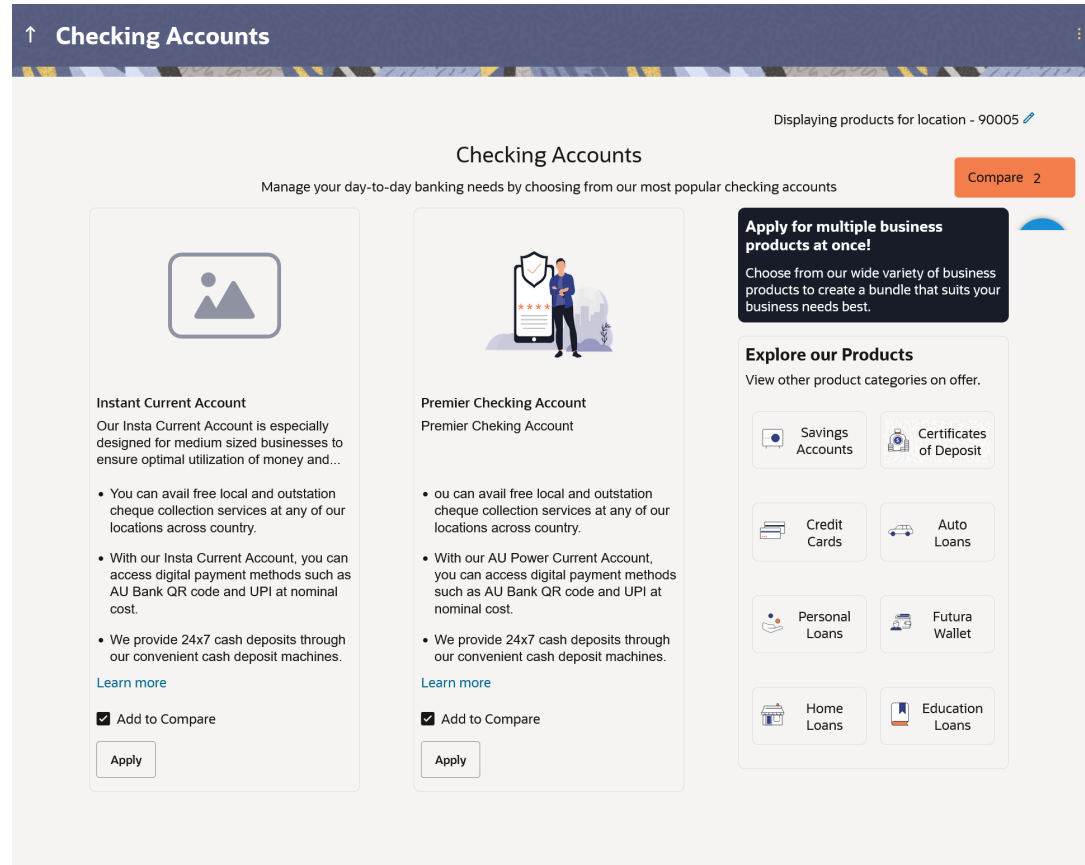 Checking Accounts
Displaying products for location - 90005
Checking Accounts
Manage your day-to-day banking needs by choosing from our most popular checking accounts
Compare 2
Instant Current Account
Our Insta Current Account is especially
designed for medium sized businesses to
ensure optimal utilization of money and...
• You can avail free local and outstation
cheque collection services at any of our
locations across country.
• With our Insta Current Account, you can
access digital payment methods such as
AU Bank QR code and UPI at nominal
cost.
• We provide 24x7 cash deposits through
our convenient cash deposit machines.
Learn more
Add to Compare
Apply
****
Premier Checking Account
Premier Cheking Account
• ou can avail free local and outstation
cheque collection services at any of our
locations across country.
• With our AU Power Current Account,
you can access digital payment methods
such as AU Bank QR code and UPI at
nominal cost.
• We provide 24x7 cash deposits through
our convenient cash deposit machines.
Learn more
Add to Compare
Apply
Apply for multiple business
products at once!
Choose from our wide variety of business
products to create a bundle that suits your
business needs best.
Explore our Products
View other product categories on offer.
Savings
Accounts
Certificates
of Deposit
Credit
Cards
Auto
Loans
Personal
Loans
Futura
Wallet
Home
Loans
Education
Loans